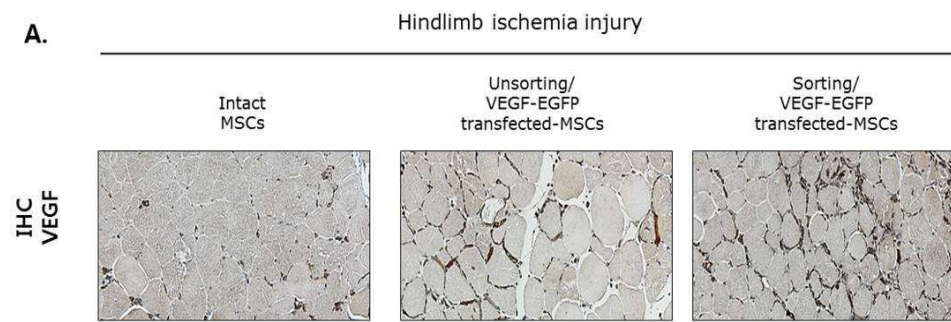 A.
Hindlimb ischemia injury
Intact
MSCs
Unsorting/
VEGF-EGFP
transfected-MSCs
Sorting/
VEGF-EGFP
transfected-MSCs
IHC
VEGF